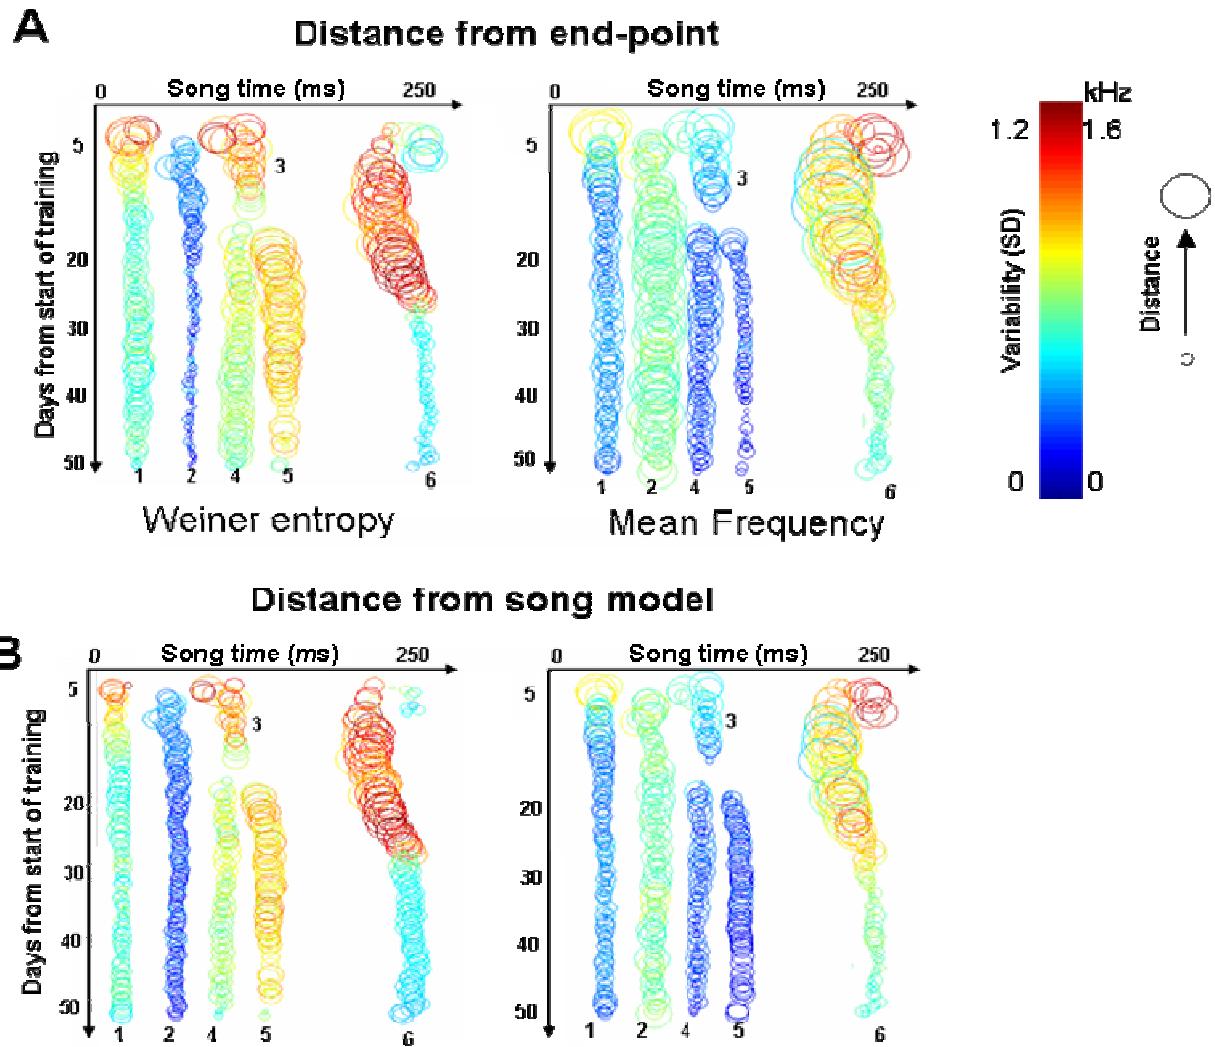 A
Distance from end-point
0 Song time (ms) 250
0 Song time (ms) 250
kHz
1.2 1.6
5
20
30
40
50
Days from start of training
3
1 2 4 5 6
5
20
30
40
50
3
1 2 4 5 6
Variability (SD)
0 0
Distance
Weiner entropy
Mean Frequency
Distance from song model
B
0 Song time (ms) 250
0 Song time (ms) 250
5
20
30
40
50
Days from start of training
3
1 2 4 5 6
5
20
30
40
50
3
1 2 4 5 6